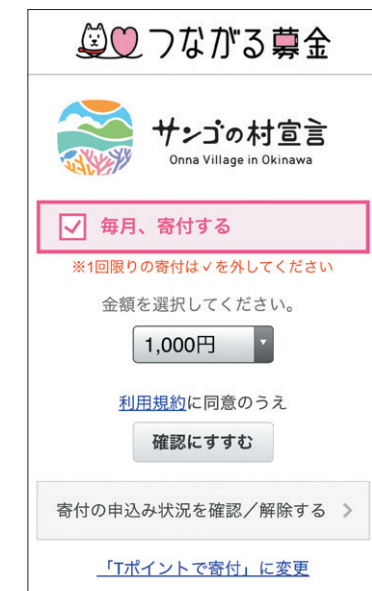 つながる募金
サンゴの村宣言
Onna Village in Okinawa
毎月、寄付する
※1回限りの寄付は✓を外してください
金額を選択してください。
1,000円
利用規約に同意のうえ
確認にすすむ
寄付の申込み状況を確認／解除する
「Tポイントで寄付」に変更